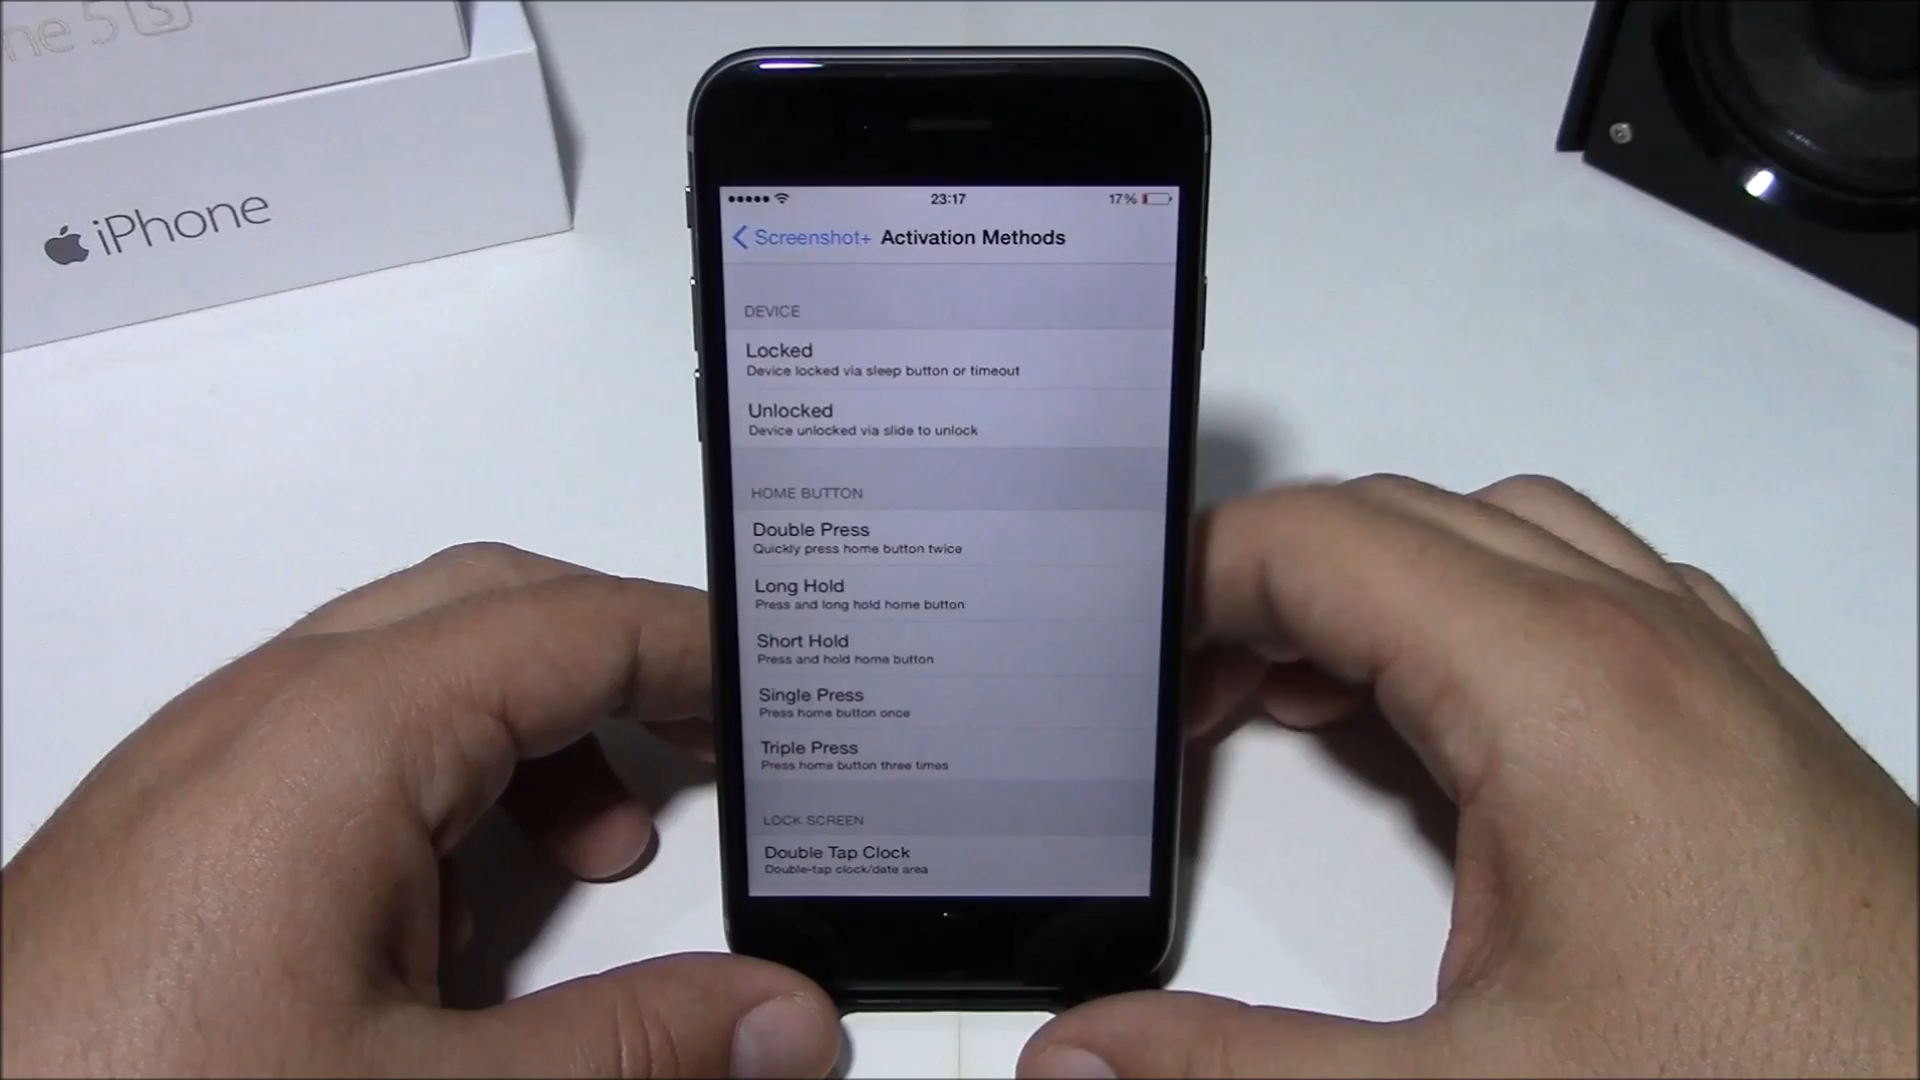 ne 5s
iPhone
23:17
17%
Screenshot+ Activation Methods
DEVICE
Locked
Device locked via sleep button or timeout
Unlocked
Device unlocked via slide to unlock
HOME BUTTON
Double Press
Quickly press home button twice
Long Hold
Press and long hold home button
Short Hold
Press and hold home button
Single Press
Press home button once
Triple Press
Press home button three times
LOCK SCREEN
Double Tap Clock
Double-tap clock/date area